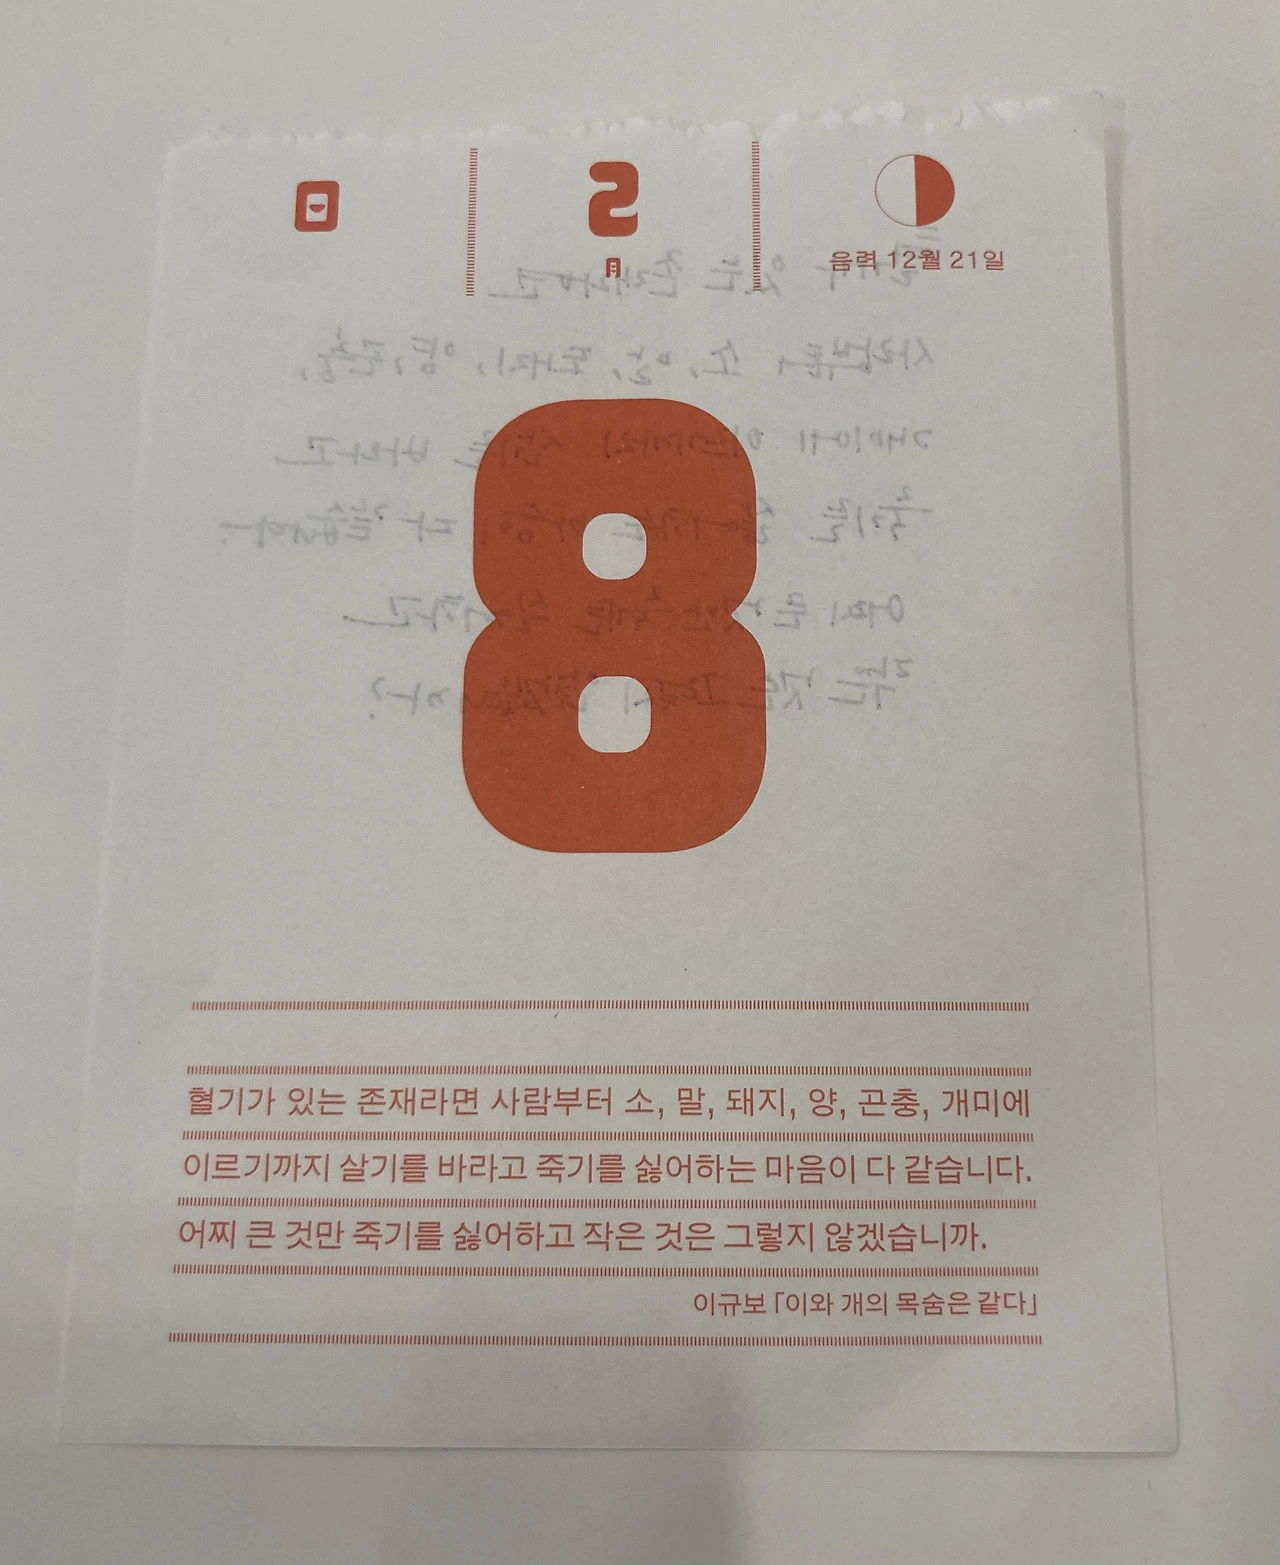 日
2
月
음력 12월 21일
8
혈기가 있는 존재라면 사람부터 소, 말, 돼지, 양, 곤충, 개미에
이르기까지 살기를 바라고 죽기를 싫어하는 마음이 다 같습니다.
어찌 큰 것만 죽기를 싫어하고 작은 것은 그렇지 않겠습니까.
이규보 「이와 개의 목숨은 같다」